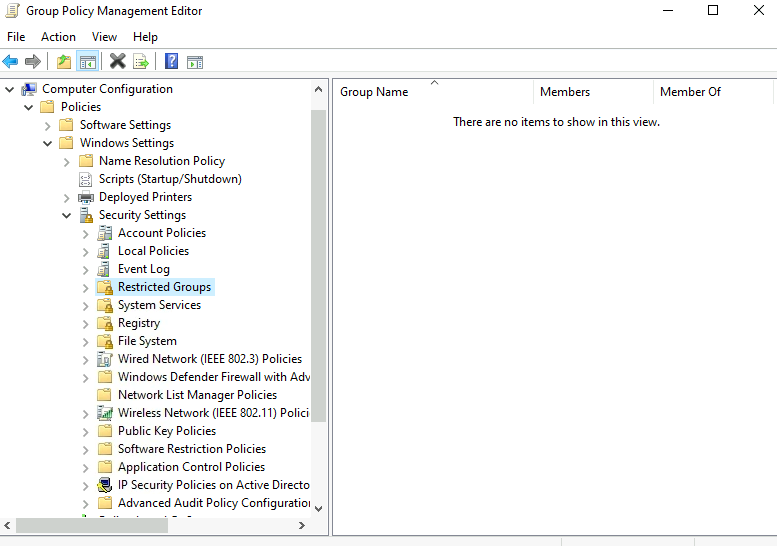 Group Policy Management Editor
File Action View Help
Computer Configuration
Policies
Software Settings
Windows Settings
Name Resolution Policy
Scripts (Startup/Shutdown)
Deployed Printers
Security Settings
Account Policies
Local Policies
Event Log
Restricted Groups
System Services
Registry
File System
Wired Network (IEEE 802.3) Policies
Windows Defender Firewall with Adv
Network List Manager Policies
Wireless Network (IEEE 802.11) Polici
Public Key Policies
Software Restriction Policies
Application Control Policies
IP Security Policies on Active Directo
Advanced Audit Policy Configuration
Group Name Members Member Of
There are no items to show in this view.